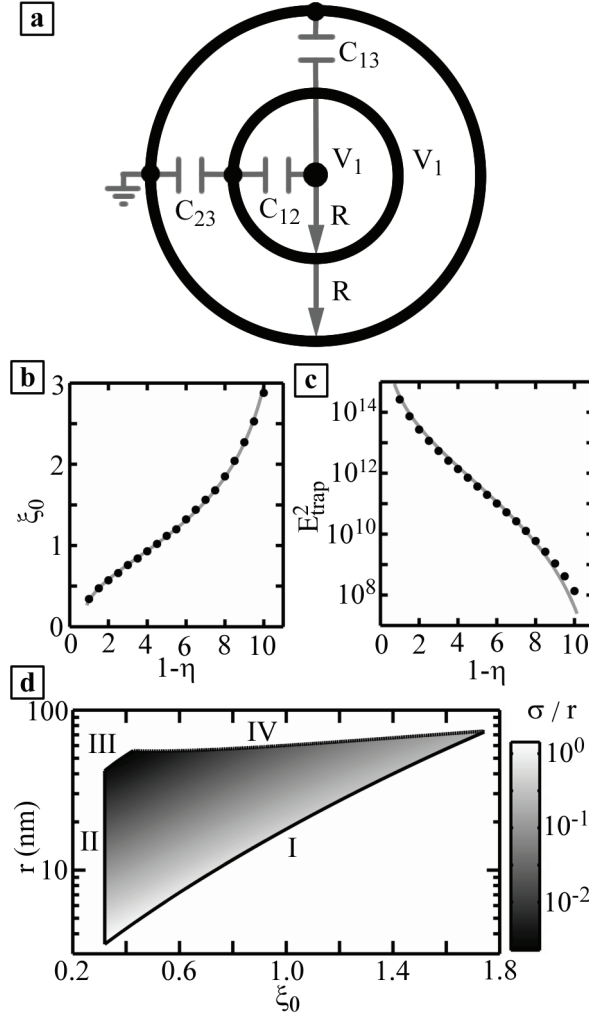 a
C13
V1
V1
C23
C12
R
R
b
3
2
1
0
ξ0
0
2
4
6
8
10
1-η
c
10^14
10^12
10^10
10^8
E^2_trap
0
2
4
6
8
10
1-η
d
σ / r
100
10
r (nm)
III
IV
II
I
10^0
10^-1
10^-2
0.2
0.6
1.0
1.4
1.8
ξ0